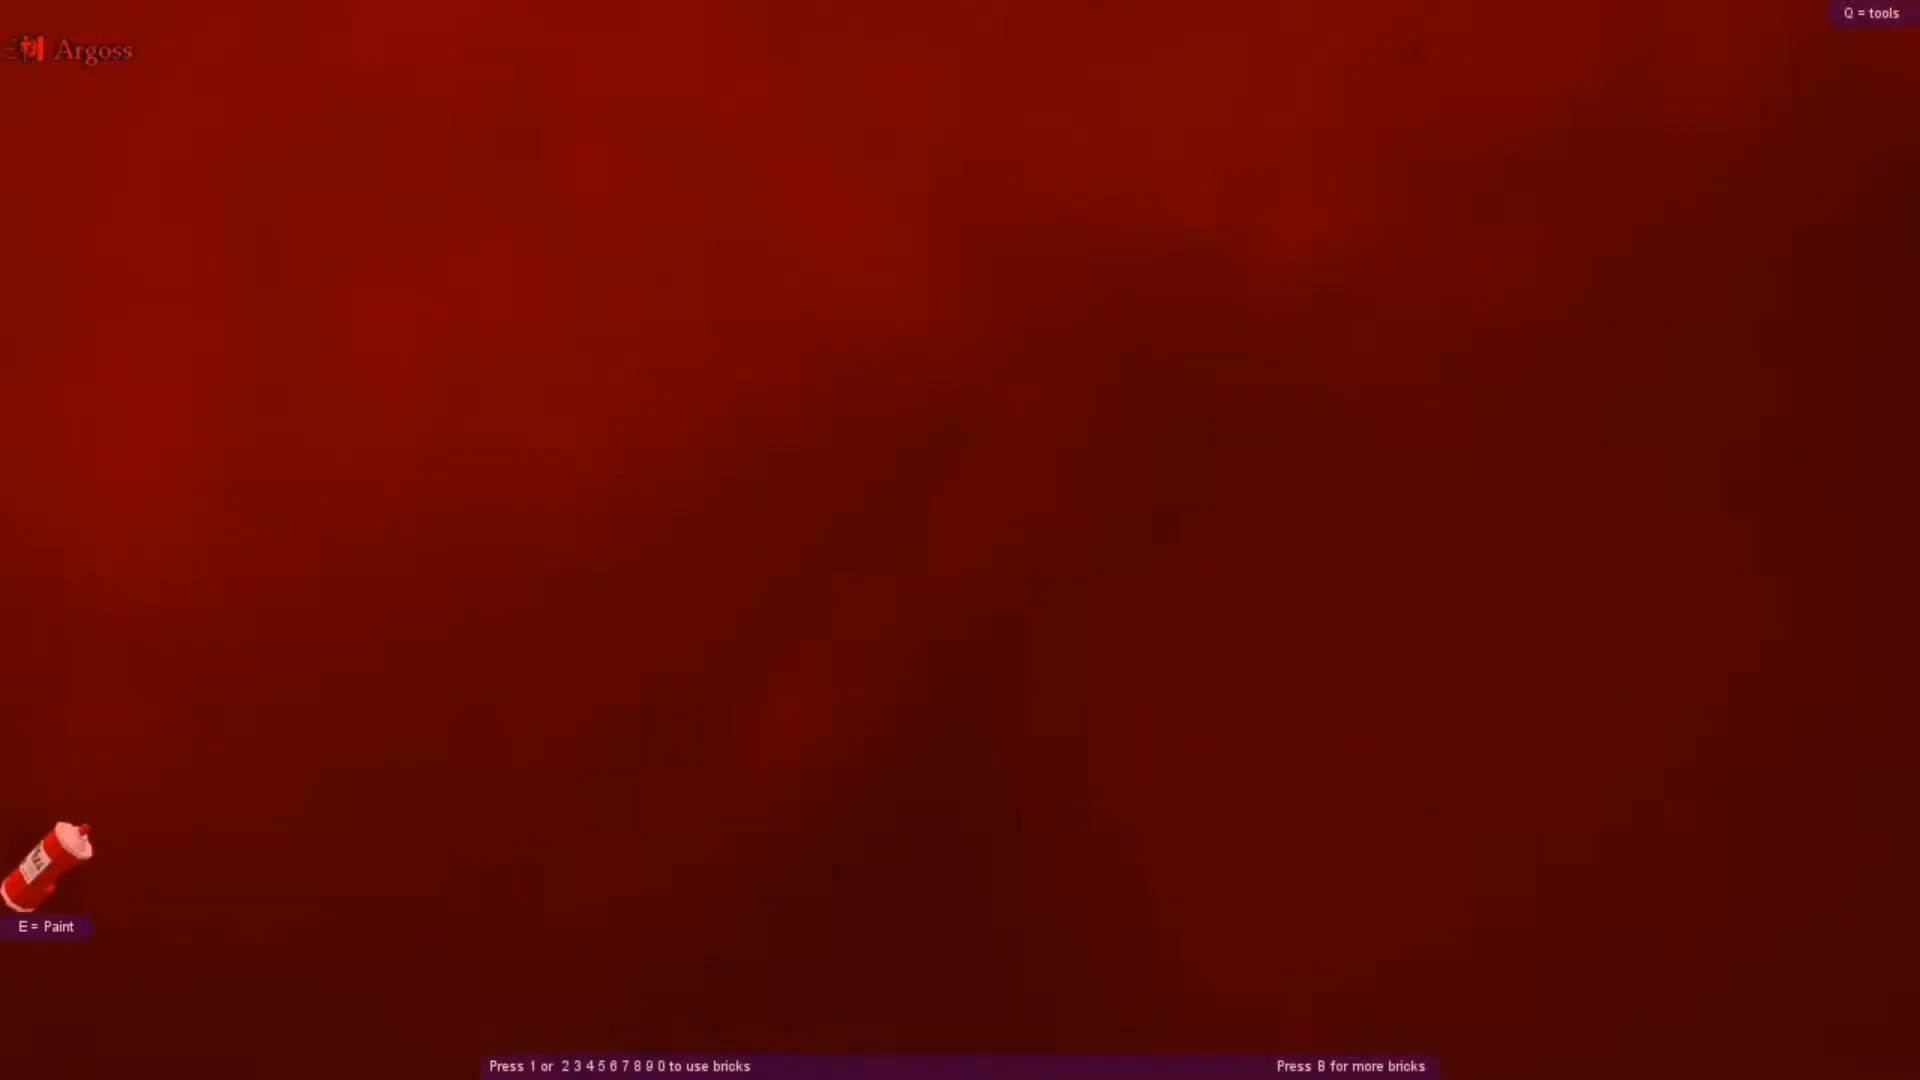 Q = tools
Argoss
E = Paint
Press 1 or 2 3 4 5 6 7 8 9 0 to use bricks
Press B for more bricks